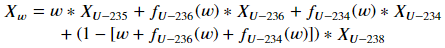 X_w = w * X_{U-235} + f_{U-236}(w) * X_{U-236} + f_{U-234}(w) * X_{U-234}
+ (1 - [w + f_{U-236}(w) + f_{U-234}(w)]) * X_{U-238}